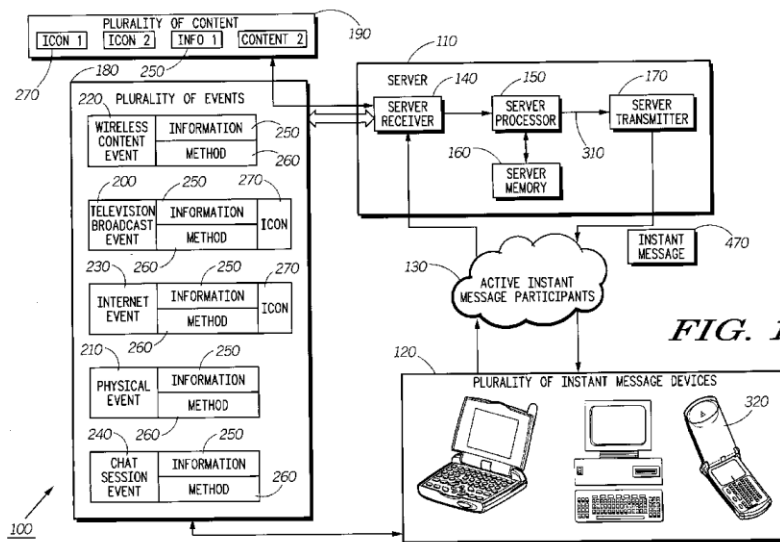 PLURALITY OF CONTENT
ICON 1 ICON 2 INFO 1 CONTENT 2
190
270 250
180
PLURALITY OF EVENTS
220
WIRELESS CONTENT EVENT
INFORMATION
METHOD
250
260
200 250 270
TELEVISION BROADCAST EVENT
INFORMATION
METHOD
ICON
260
230 250 270
INTERNET EVENT
INFORMATION
METHOD
ICON
260
210 250
PHYSICAL EVENT
INFORMATION
METHOD
260
240 250
CHAT SESSION EVENT
INFORMATION
METHOD
260
100
110
SERVER
140 150 170
SERVER RECEIVER
SERVER PROCESSOR
SERVER TRANSMITTER
160 310
SERVER MEMORY
INSTANT MESSAGE
470
130
ACTIVE INSTANT MESSAGE PARTICIPANTS
FIG. 1
120
PLURALITY OF INSTANT MESSAGE DEVICES
320